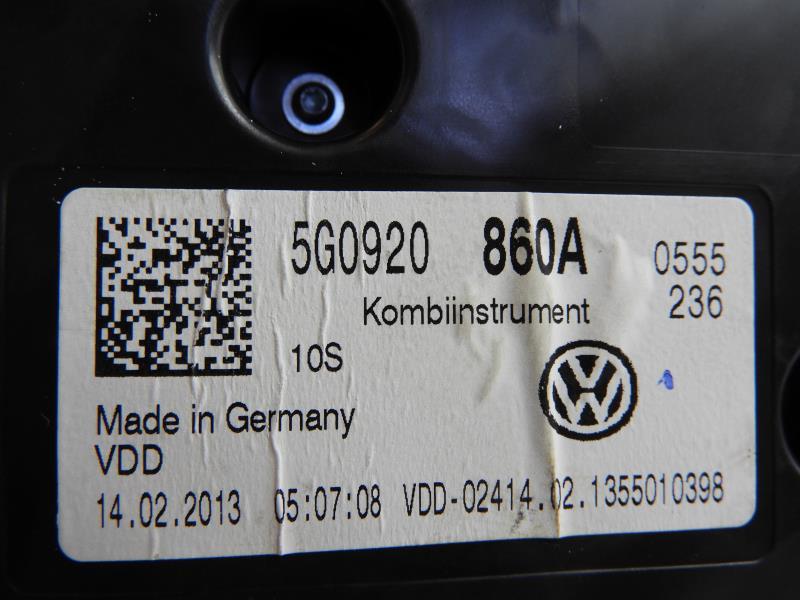 5G0920 860A 0555
Kombiinstrument 236
10S
Made in Germany
VDD
14.02.2013 05:07:08 VDD-02414.02.1355010398